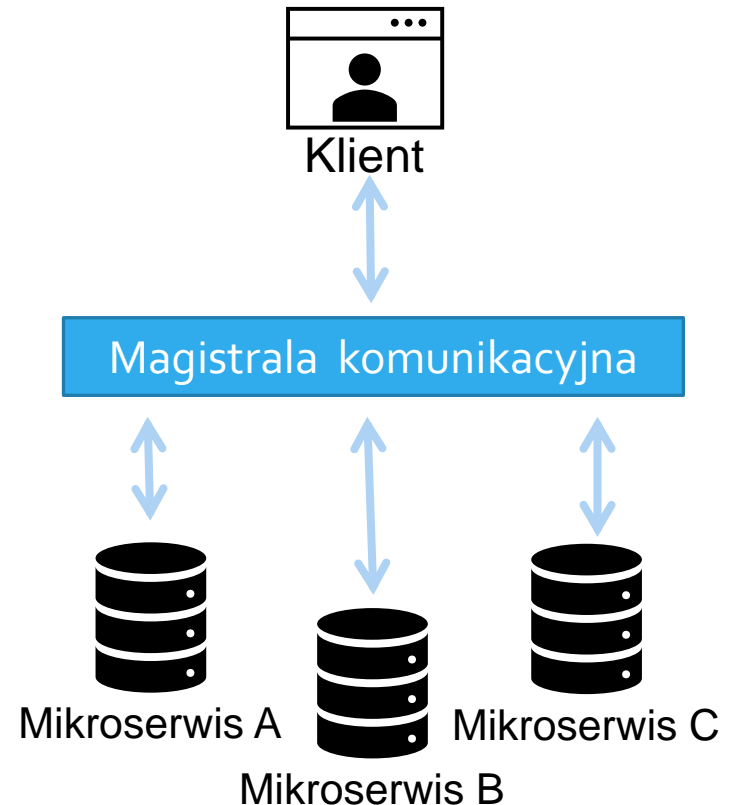 Klient
Magistrala komunikacyjna
Mikroserwis A
Mikroserwis C
Mikroserwis B